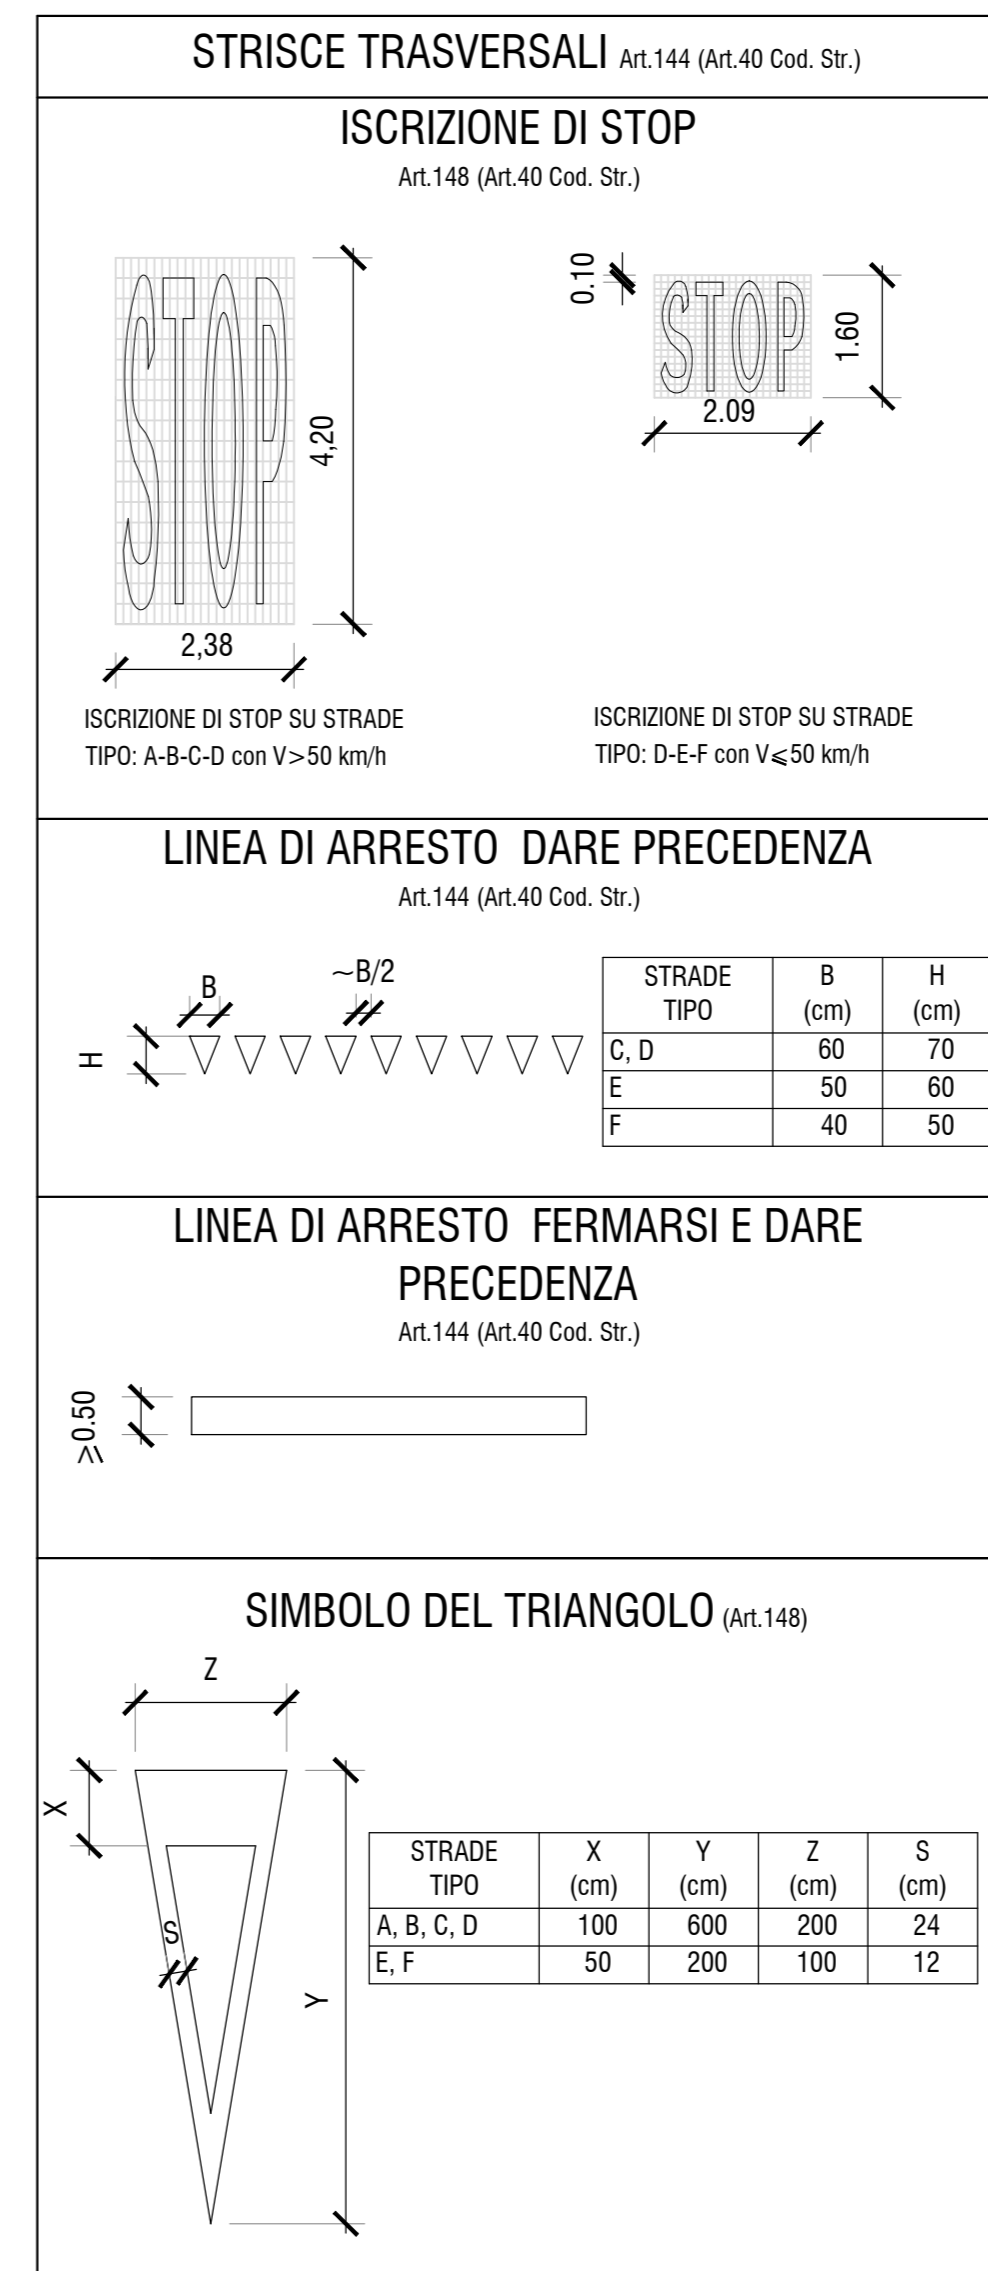 STRISCE TRASVERSALI Art.144 (Art.40 Cod. Str.)
ISCRIZIONE DI STOP
Art.148 (Art.40 Cod. Str.)
STOP
4,20
2,38
0.10
STOP
1.60
2.09
ISCRIZIONE DI STOP SU STRADE
TIPO: A-B-C-D con V>50 km/h
ISCRIZIONE DI STOP SU STRADE
TIPO: D-E-F con V⩽50 km/h
LINEA DI ARRESTO DARE PRECEDENZA
Art.144 (Art.40 Cod. Str.)
B
~B/2
H
STRADE TIPO B (cm) H (cm)
C, D 60 70
E 50 60
F 40 50
LINEA DI ARRESTO FERMARSI E DARE
PRECEDENZA
Art.144 (Art.40 Cod. Str.)
⩾0.50
SIMBOLO DEL TRIANGOLO (Art.148)
Z
X
S
Y
STRADE TIPO X (cm) Y (cm) Z (cm) S (cm)
A, B, C, D 100 600 200 24
E, F 50 200 100 12